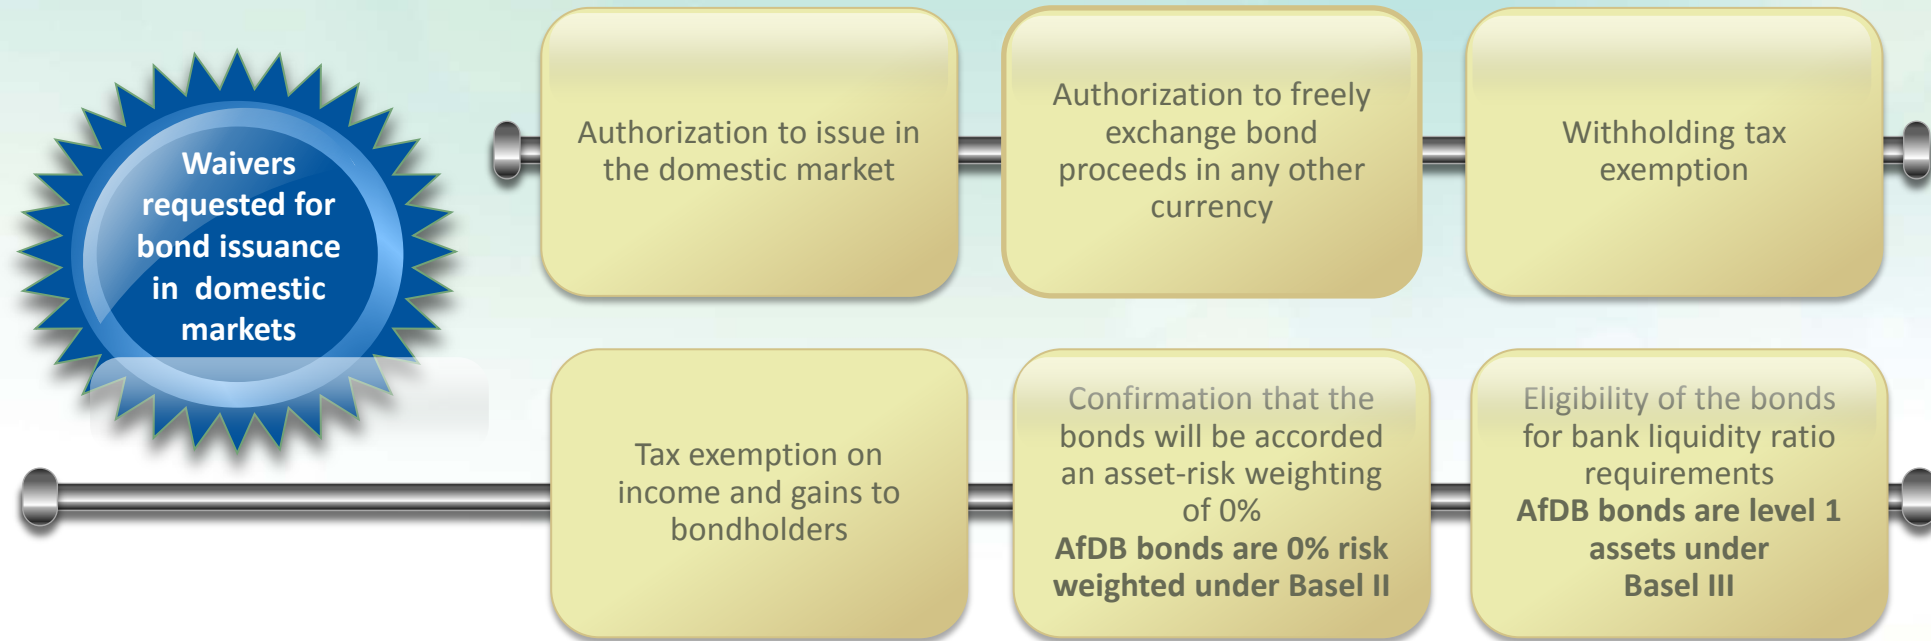 Waivers
requested for
bond issuance
in domestic
markets
Authorization to issue in
the domestic market
Authorization to freely
exchange bond
proceeds in any other
currency
Withholding tax
exemption
Tax exemption on
income and gains to
bondholders
Confirmation that the
bonds will be accorded
an asset-risk weighting
of 0%
AfDB bonds are 0% risk
weighted under Basel II
Eligibility of the bonds
for bank liquidity ratio
requirements
AfDB bonds are level 1
assets under
Basel III